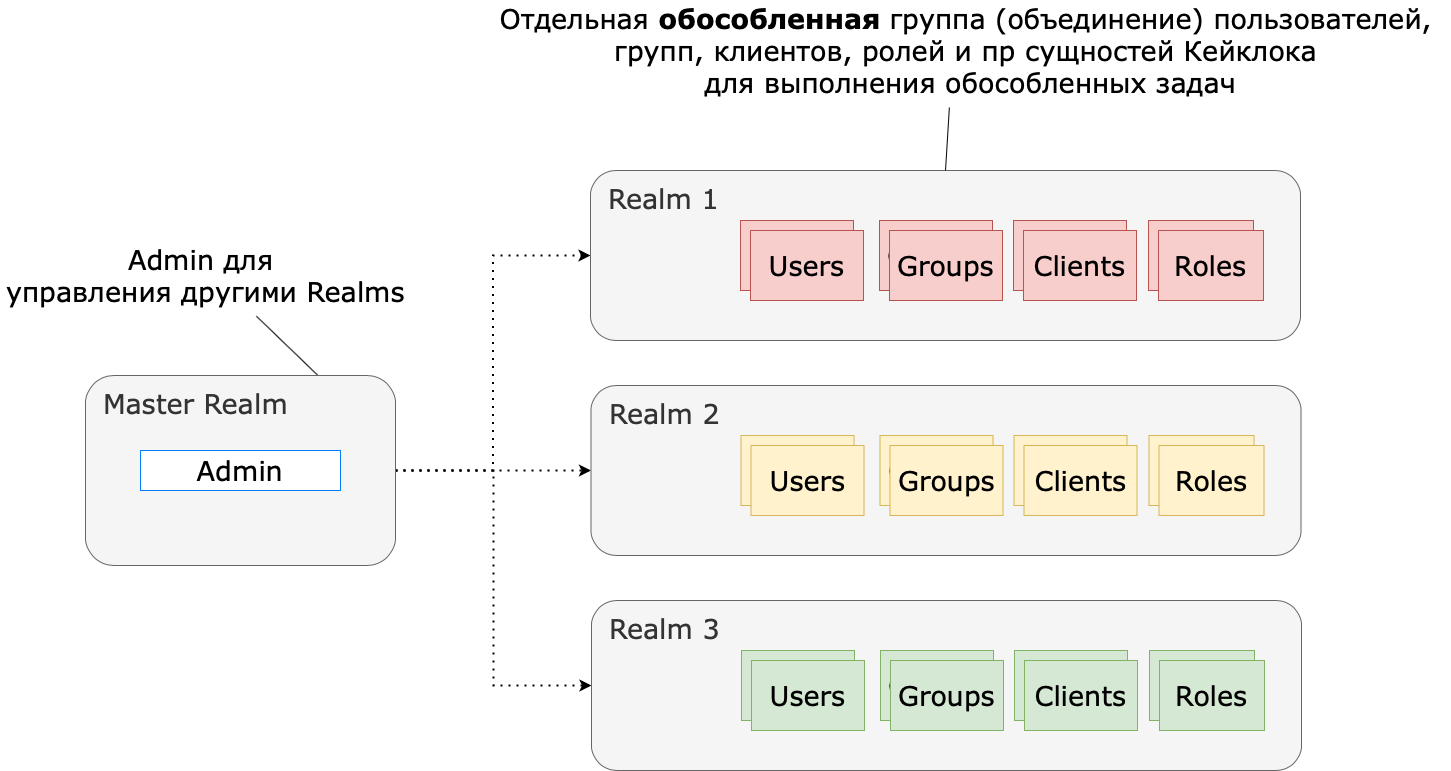 Отдельная обособленная группа (объединение) пользователей,
групп, клиентов, ролей и пр сущностей Кейклока
для выполнения обособленных задач
Realm 1
Users Groups Clients Roles
Admin для
управления другими Realms
Master Realm
Admin
Realm 2
Users Groups Clients Roles
Realm 3
Users Groups Clients Roles